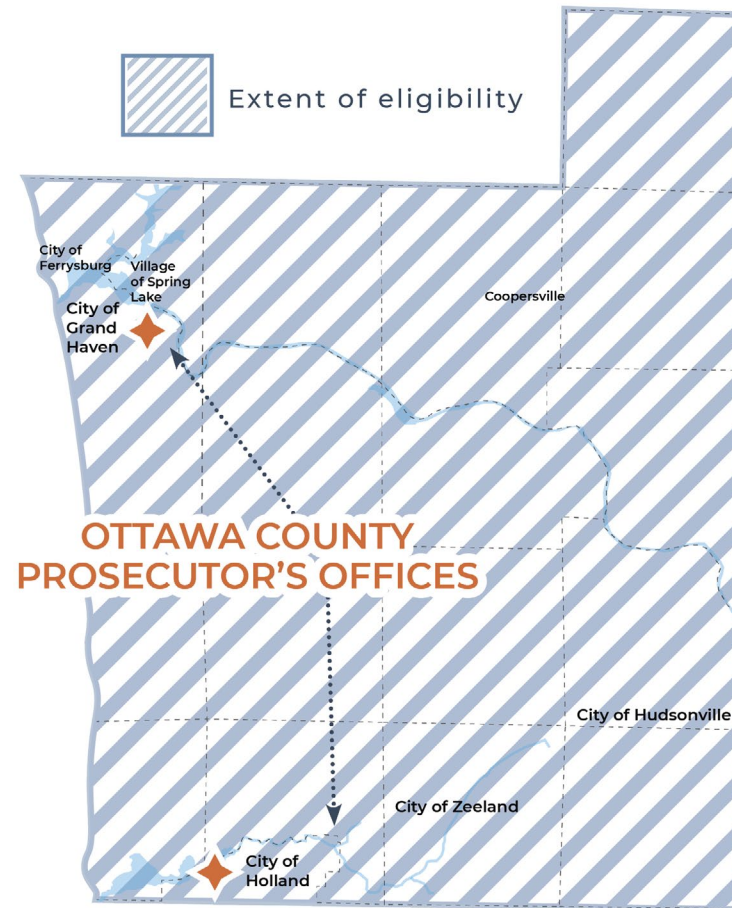 Extent of eligibility
City of
Ferrysburg
Village
of Spring
Lake
City of
Grand
Haven
Coopersville
OTTAWA COUNTY
PROSECUTOR’S OFFICES
City of Hudsonville
City of Zeeland
City of
Holland